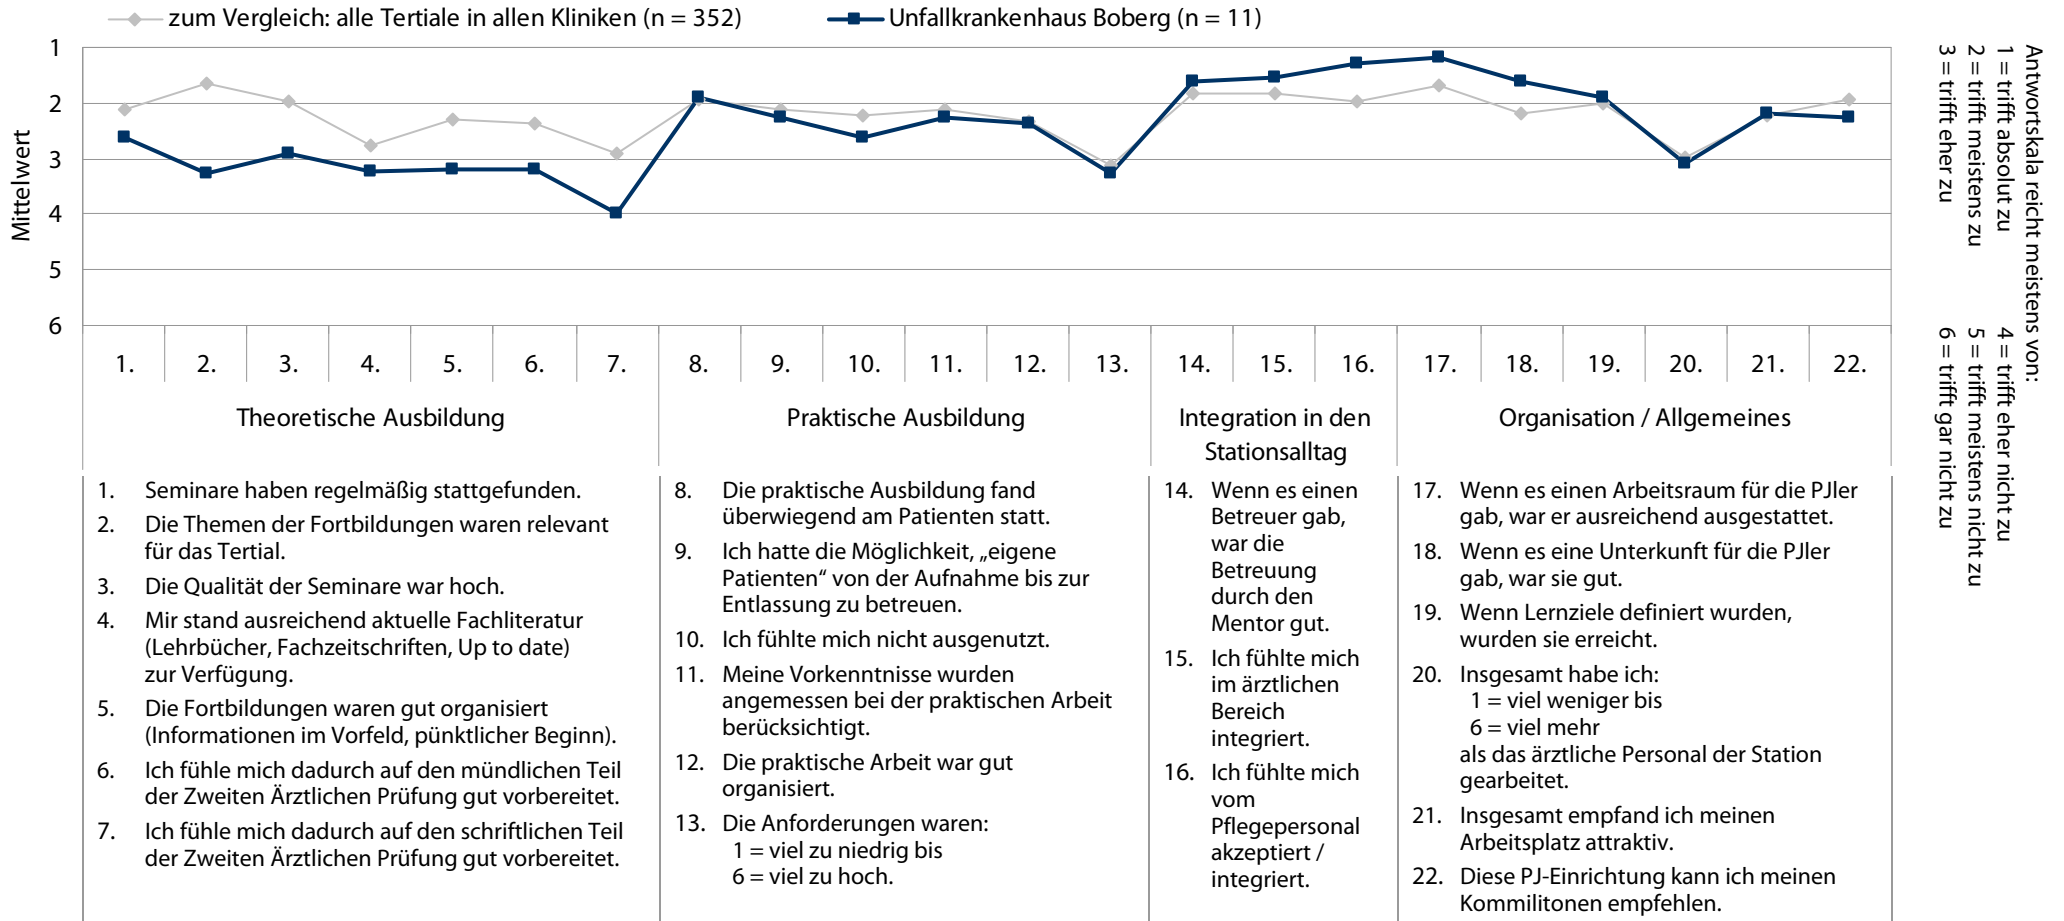 zum Vergleich: alle Tertiale in allen Kliniken (n = 352)
Unfallkrankenhaus Boberg (n = 11)
Mittelwert
1
2
3
4
5
6
1. 2. 3. 4. 5. 6. 7. 8. 9. 10. 11. 12. 13. 14. 15. 16. 17. 18. 19. 20. 21. 22.
Theoretische Ausbildung
Praktische Ausbildung
Integration in den
Stationsalltag
Organisation / Allgemeines
1. Seminare haben regelmäßig stattgefunden.
2. Die Themen der Fortbildungen waren relevant
für das Tertial.
3. Die Qualität der Seminare war hoch.
4. Mir stand ausreichend aktuelle Fachliteratur
(Lehrbücher, Fachzeitschriften, Up to date)
zur Verfügung.
5. Die Fortbildungen waren gut organisiert
(Informationen im Vorfeld, pünktlicher Beginn).
6. Ich fühle mich dadurch auf den mündlichen Teil
der Zweiten Ärztlichen Prüfung gut vorbereitet.
7. Ich fühle mich dadurch auf den schriftlichen Teil
der Zweiten Ärztlichen Prüfung gut vorbereitet.
8. Die praktische Ausbildung fand
überwiegend am Patienten statt.
9. Ich hatte die Möglichkeit, „eigene
Patienten“ von der Aufnahme bis zur
Entlassung zu betreuen.
10. Ich fühlte mich nicht ausgenutzt.
11. Meine Vorkenntnisse wurden
angemessen bei der praktischen Arbeit
berücksichtigt.
12. Die praktische Arbeit war gut
organisiert.
13. Die Anforderungen waren:
1 = viel zu niedrig bis
6 = viel zu hoch.
14. Wenn es einen
Betreuer gab,
war die
Betreuung
durch den
Mentor gut.
15. Ich fühlte mich
im ärztlichen
Bereich
integriert.
16. Ich fühlte mich
vom
Pflegepersonal
akzeptiert /
integriert.
17. Wenn es einen Arbeitsraum für die PJler
gab, war er ausreichend ausgestattet.
18. Wenn es eine Unterkunft für die PJler
gab, war sie gut.
19. Wenn Lernziele definiert wurden,
wurden sie erreicht.
20. Insgesamt habe ich:
1 = viel weniger bis
6 = viel mehr
als das ärztliche Personal der Station
gearbeitet.
21. Insgesamt empfand ich meinen
Arbeitsplatz attraktiv.
22. Diese PJ-Einrichtung kann ich meinen
Kommilitonen empfehlen.
Antwortskala reicht meistens von:
1 = trifft absolut zu
2 = trifft meistens zu
3 = trifft eher zu
4 = trifft eher nicht zu
5 = trifft meistens nicht zu
6 = trifft gar nicht zu